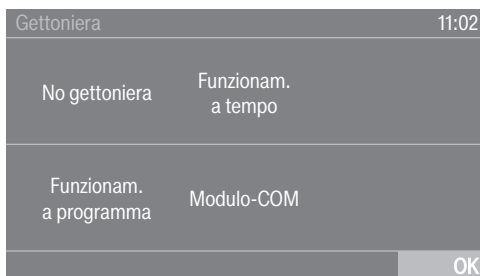 Gettoniera 11:02
No gettoniera
Funzionam.
a tempo
Funzionam.
a programma
Modulo-COM
OK